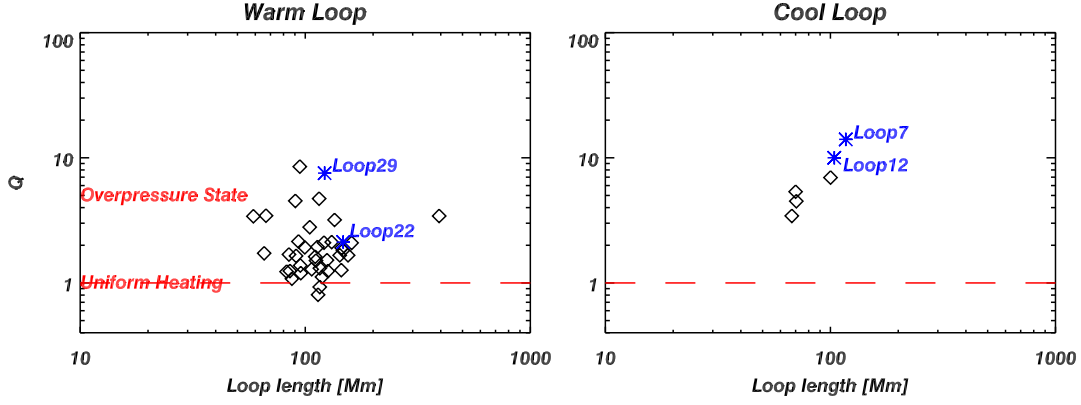 Warm Loop
100
10
1
Q
Loop29
Overpressure State
Loop22
Uniform Heating
10
100
1000
Loop length [Mm]
Cool Loop
100
10
1
Loop7
Loop12
10
100
1000
Loop length [Mm]